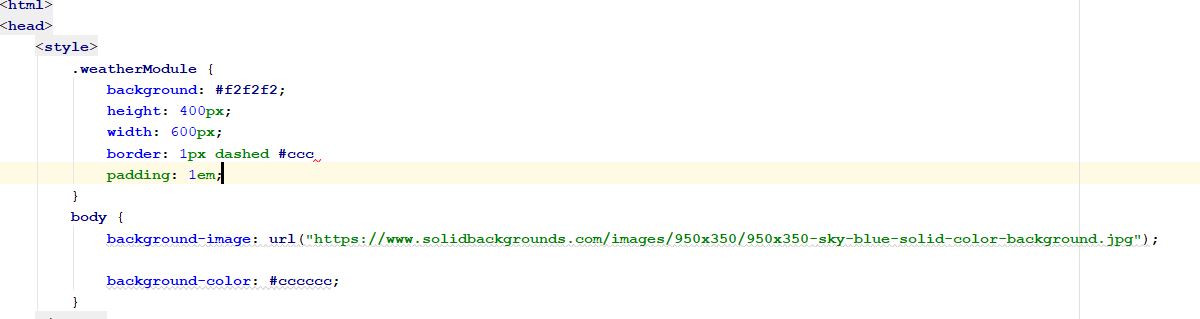 <html>
<head>
<style>
.weatherModule {
background: #f2f2f2;
height: 400px;
width: 600px;
border: 1px dashed #ccc
padding: 1em;
}
body {
background-image: url("https://www.solidbackgrounds.com/images/950x350/950x350-sky-blue-solid-color-background.jpg");
background-color: #cccccc;
}